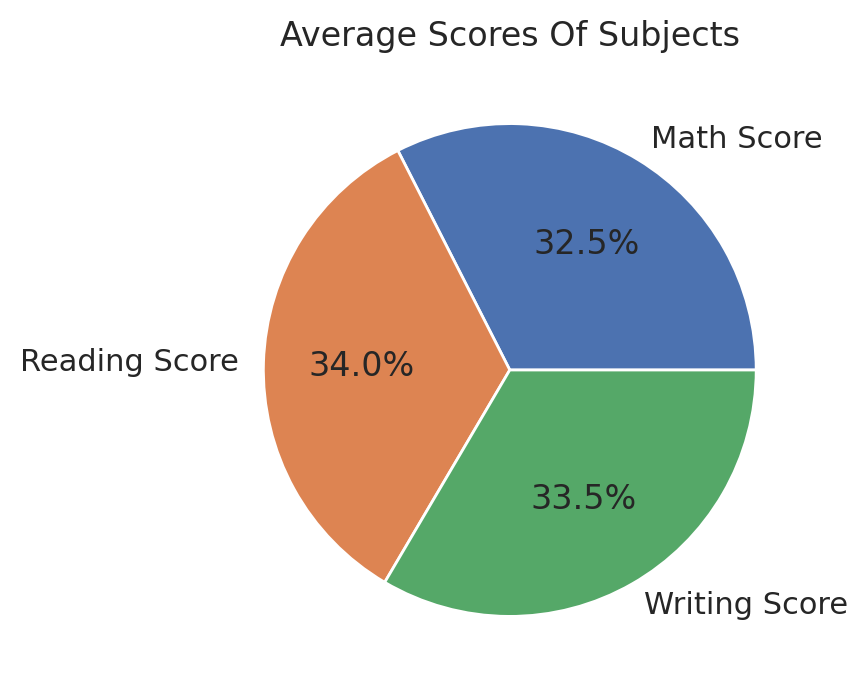 Average Scores Of Subjects
Math Score
32.5%
Reading Score
34.0%
33.5%
Writing Score